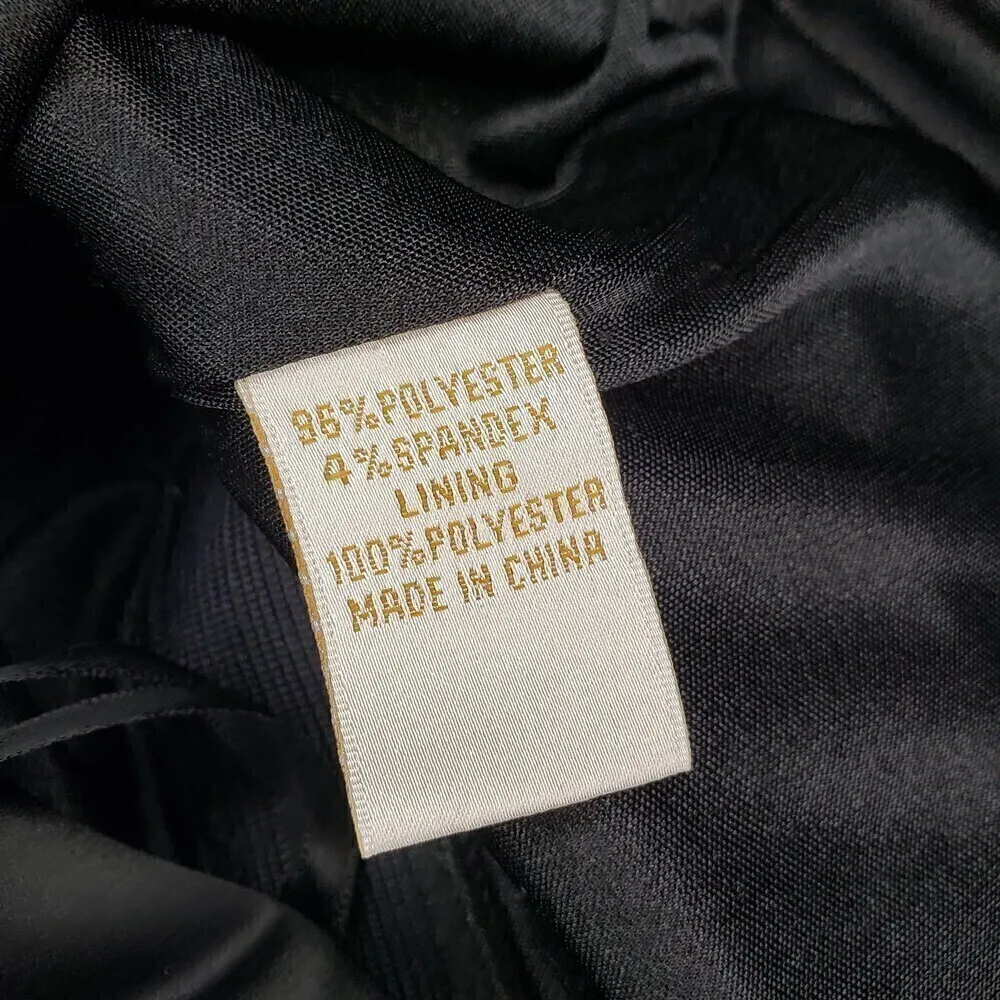 96%POLYESTER
4%SPANDEX
LINING
100%POLYESTER
MADE IN CHINA